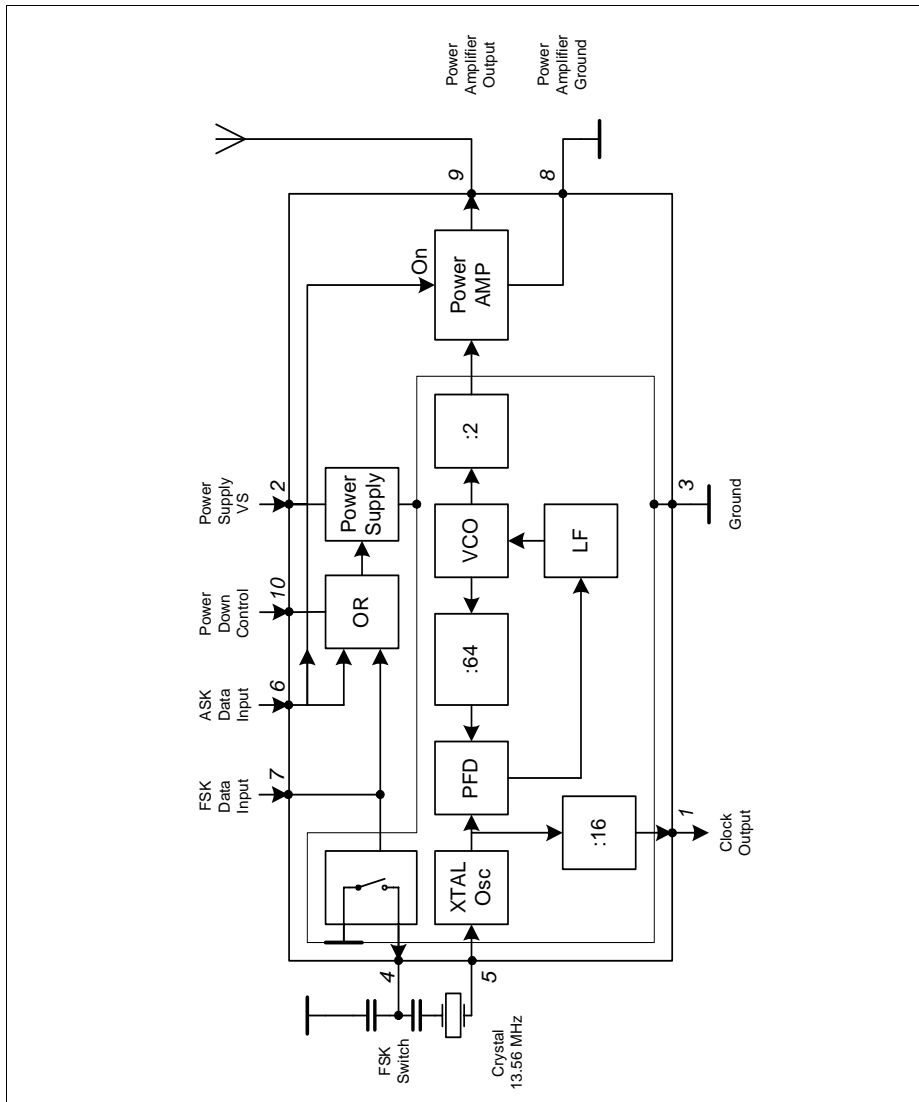 Power
Amplifier
Output
Power
Amplifier
Ground
9
8
On
Power
AMP
:2
Power
Supply
VS
2
Power
Supply
Power
Down
Control
10
OR
VCO
LF
3
Ground
ASK
Data
Input
6
:64
FSK
Data
Input
7
PFD
:16
1
Clock
Output
XTAL
Osc
4
5
FSK
Switch
Crystal
13.56 MHz